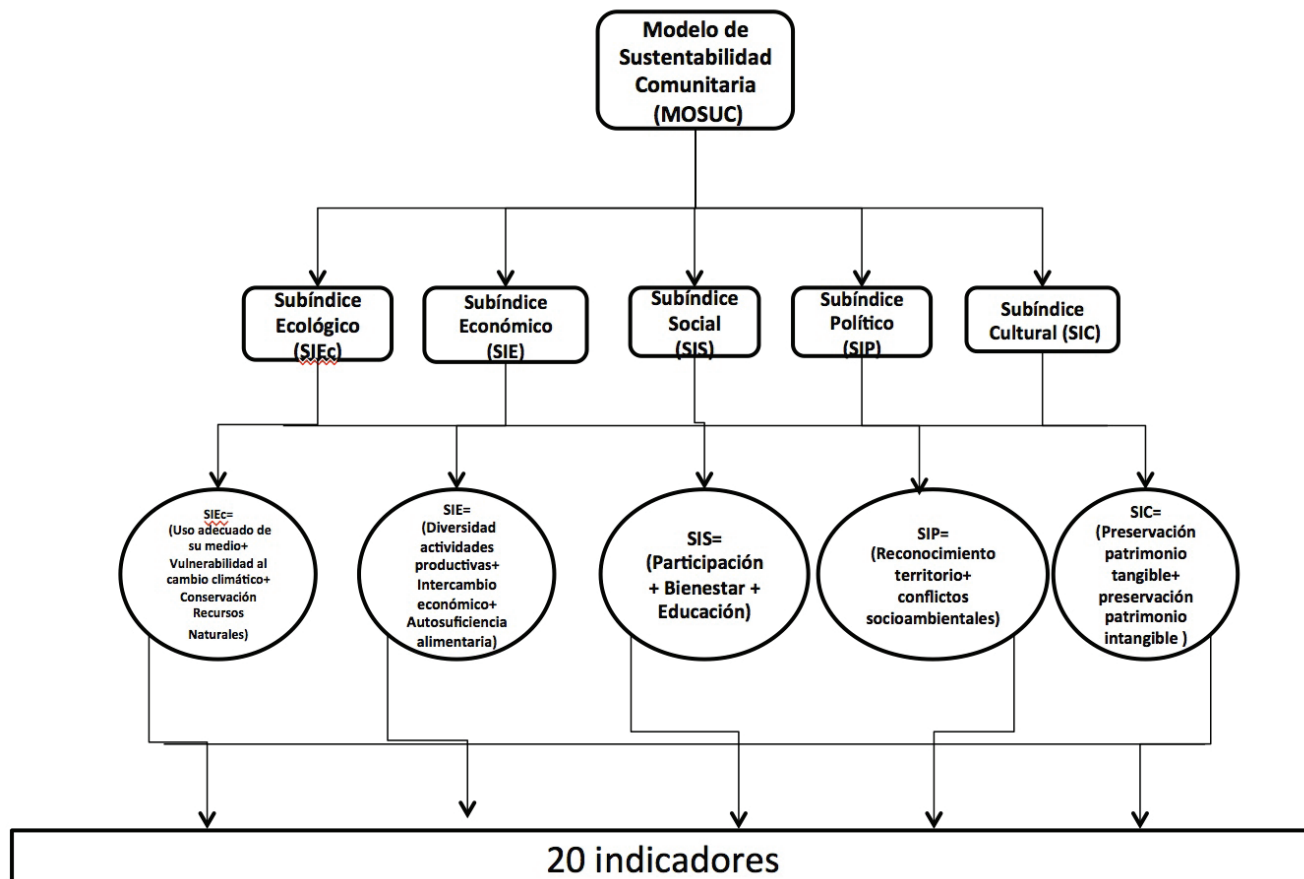 Modelo de
Sustentabilidad
Comunitaria
(MOSUC)
Subíndice
Ecológico
(SIEc)
Subíndice
Económico
(SIE)
Subíndice
Social
(SIS)
Subíndice
Político
(SIP)
Subíndice
Cultural (SIC)
SIEc=
(Uso adecuado de
su medio+
Vulnerabilidad al
cambio climático+
Conservación
Recursos
Naturales)
SIE=
(Diversidad
actividades
productivas+
Intercambio
económico+
Autosuficiencia
alimentaria)
SIS=
(Participación
+ Bienestar +
Educación)
SIP=
(Reconocimiento
territorio+
conflictos
socioambientales)
SIC=
(Preservación
patrimonio
tangible+
preservación
patrimonio
intangible )
20 indicadores